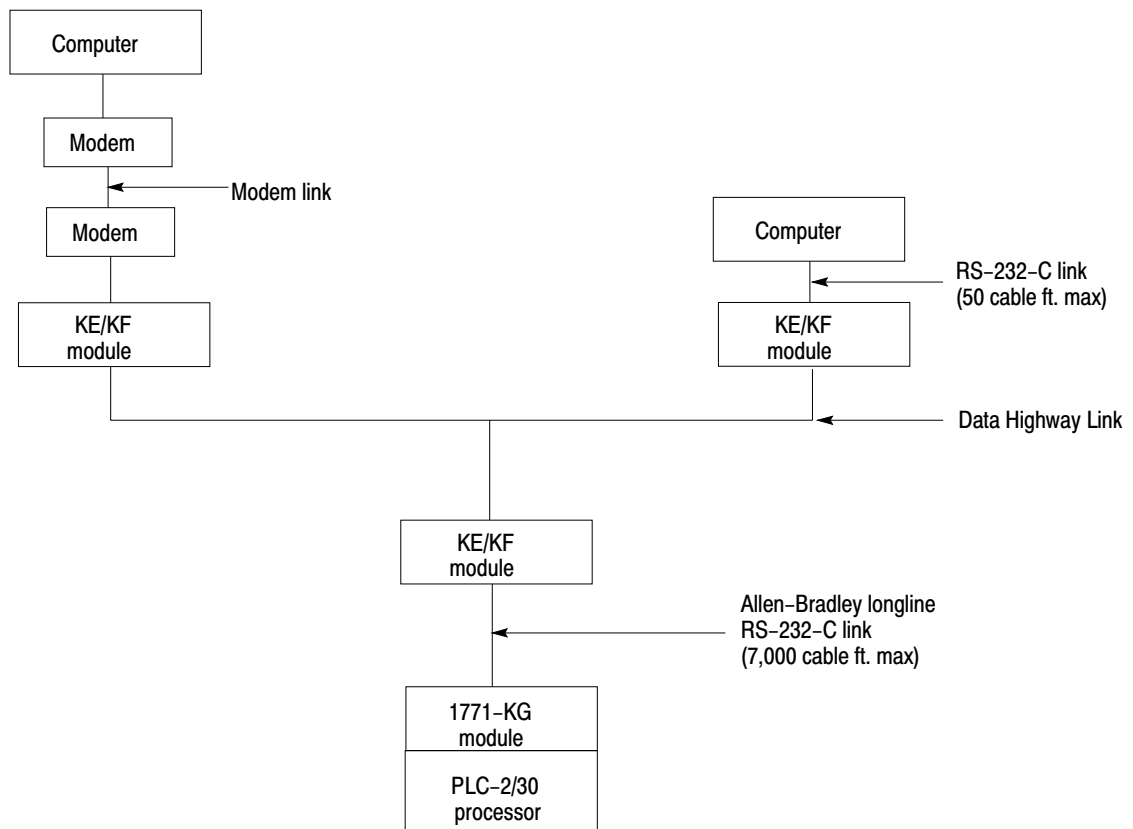 Computer
Modem
Modem link
Modem
Computer
RS-232-C link
(50 cable ft. max)
KE/KF
module
KE/KF
module
Data Highway Link
KE/KF
module
Allen-Bradley longline
RS-232-C link
(7,000 cable ft. max)
1771-KG
module
PLC-2/30
processor